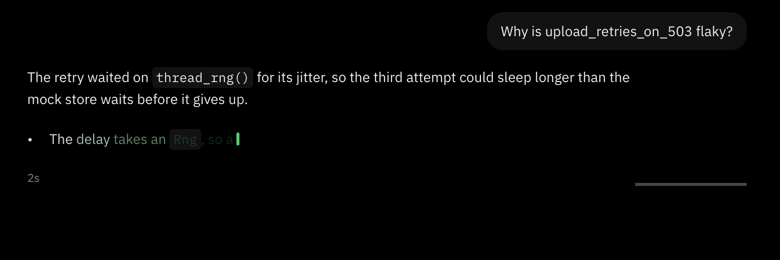 Why is upload_retries_on_503 flaky?
The retry waited on thread_rng() for its jitter, so the third attempt could sleep longer than the
mock store waits before it gives up.
• The delay takes an Rng, so a
2s